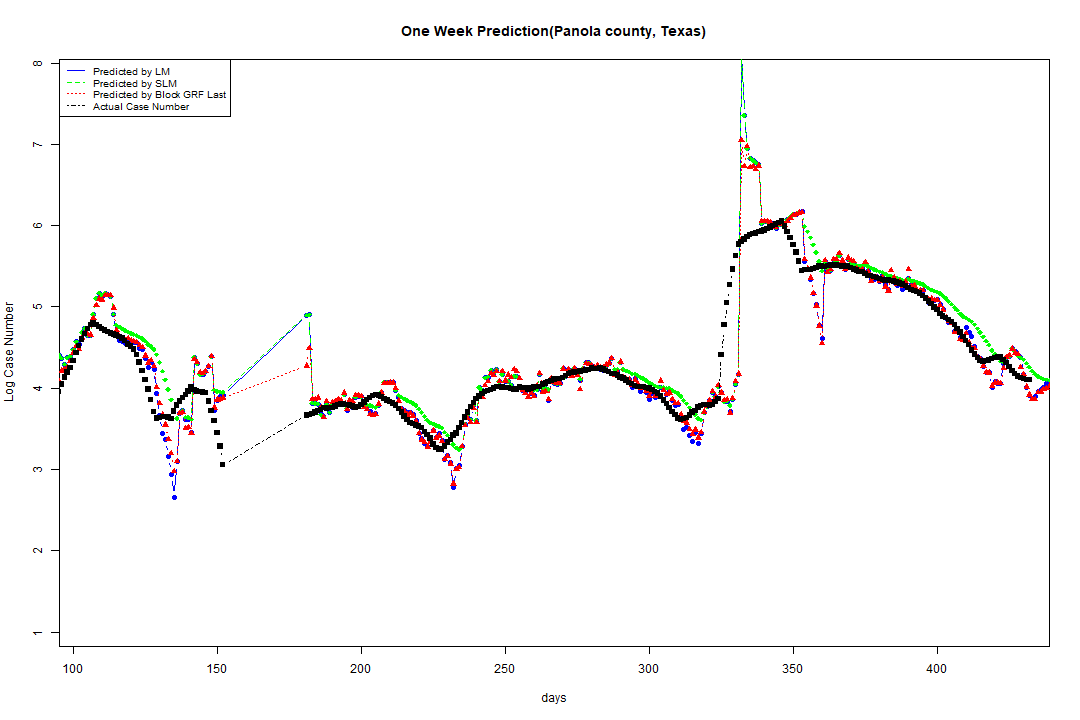 One Week Prediction(Panola county, Texas)
Predicted by LM
Predicted by SLM
Predicted by Block GRF Last
Actual Case Number
8
7
6
5
4
3
2
1
Log Case Number
100 150 200 250 300 350 400
days